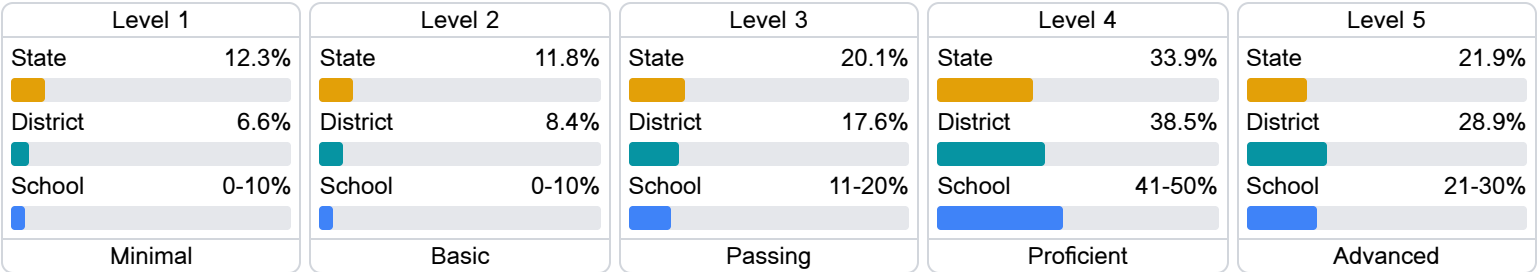 Level 1
State 12.3%
District 6.6%
School 0-10%
Minimal
Level 2
State 11.8%
District 8.4%
School 0-10%
Basic
Level 3
State 20.1%
District 17.6%
School 11-20%
Passing
Level 4
State 33.9%
District 38.5%
School 41-50%
Proficient
Level 5
State 21.9%
District 28.9%
School 21-30%
Advanced